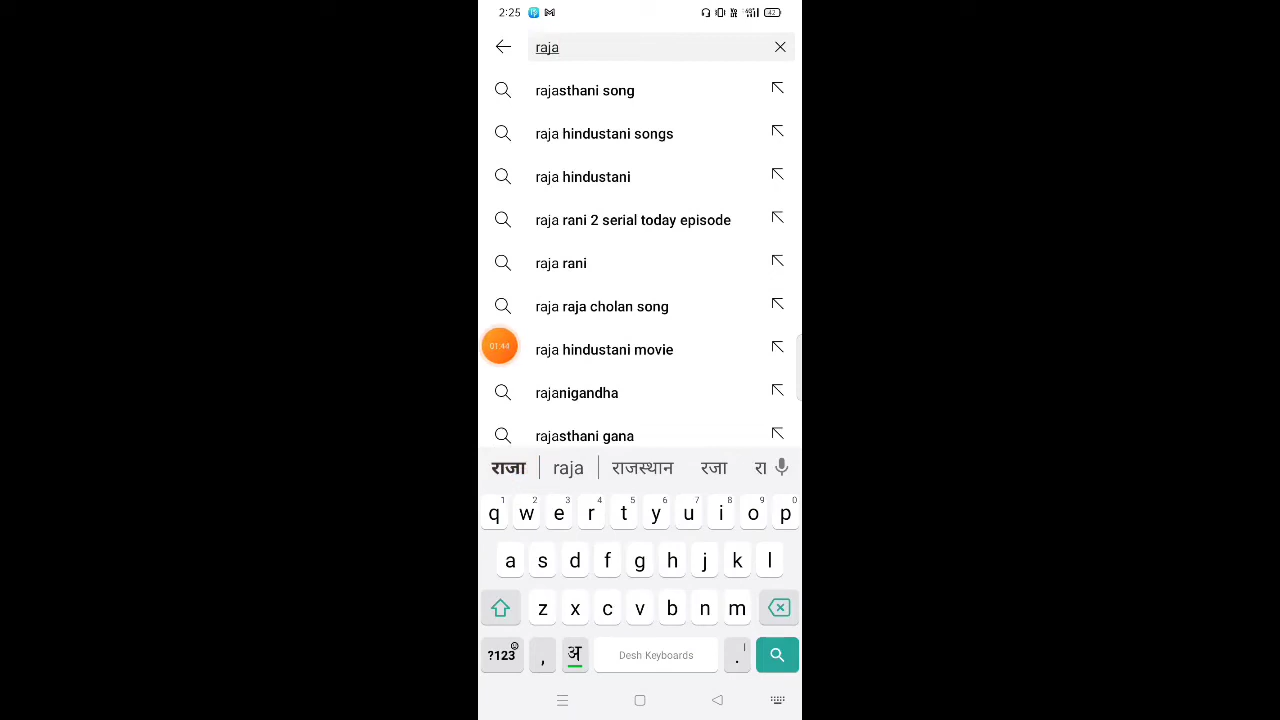 2:25 42
raja
rajasthani song
raja hindustani songs
raja hindustani
raja rani 2 serial today episode
raja rani
raja raja cholan song
01:44
raja hindustani movie
rajanigandha
rajasthani gana
राजा raja राजस्थान रजा रा
1 2 3 4 5 6 7 8 9 0
q w e r t y u i o p
a s d f g h j k l
z x c v b n m
?123 , अ Desh Keyboards . |